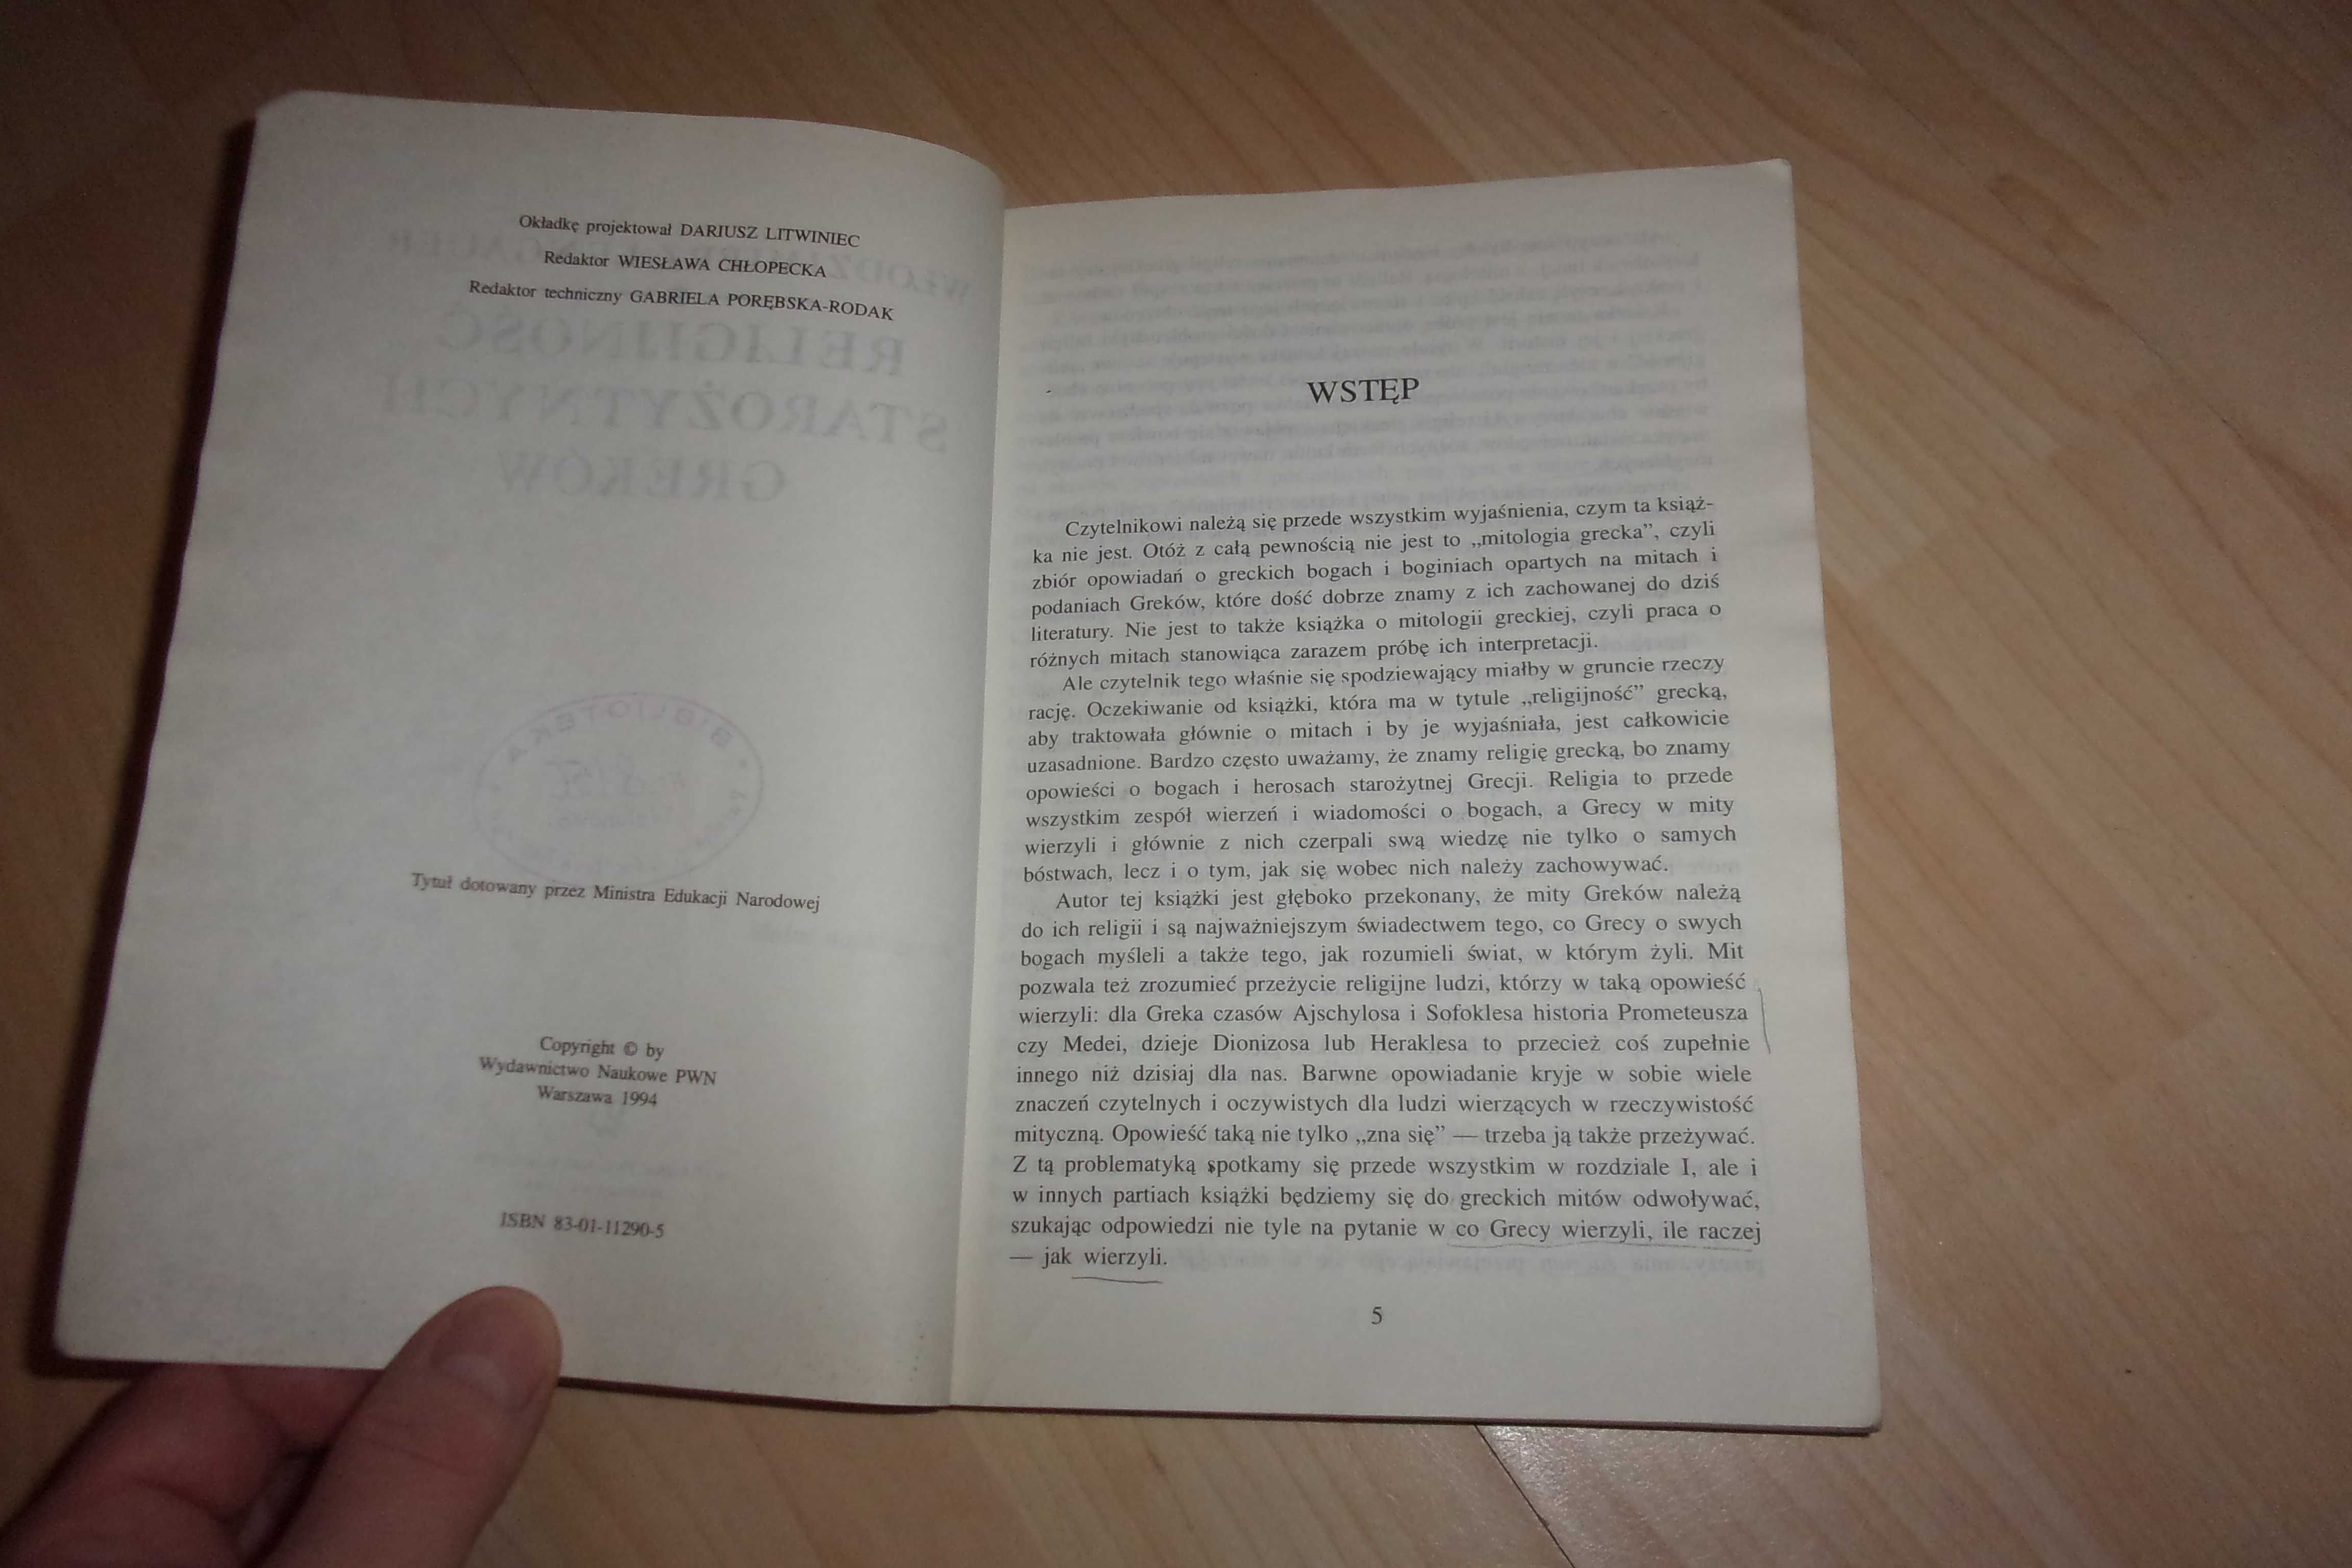 Okładkę projektował DARIUSZ LITWINIEC
Redaktor WIESŁAWA CHŁOPECKA
Redaktor techniczny GABRIELA PORĘBSKA-RODAK
RELIGIJNOŚĆ
STAROŻYTNYCH
GREKÓW
BIBLIOTEKA
Tytuł dotowany przez Ministra Edukacji Narodowej
Copyright © by
Wydawnictwo Naukowe PWN
Warszawa 1994
ISBN 83-01-11290-5
WSTĘP
Czytelnikowi należą się przede wszystkim wyjaśnienia, czym ta książ-
ka nie jest. Otóż z całą pewnością nie jest to „mitologia grecka”, czyli
zbiór opowiadań o greckich bogach i boginiach opartych na mitach i
podaniach Greków, które dość dobrze znamy z ich zachowanej do dziś
literatury. Nie jest to także książka o mitologii greckiej, czyli praca o
różnych mitach stanowiąca zarazem próbę ich interpretacji.
Ale czytelnik tego właśnie się spodziewający miałby w gruncie rzeczy
rację. Oczekiwanie od książki, która ma w tytule „religijność” grecką,
aby traktowała głównie o mitach i by je wyjaśniała, jest całkowicie
uzasadnione. Bardzo często uważamy, że znamy religię grecką, bo znamy
opowieści o bogach i herosach starożytnej Grecji. Religia to przede
wszystkim zespół wierzeń i wiadomości o bogach, a Grecy w mity
wierzyli i głównie z nich czerpali swą wiedzę nie tylko o samych
bóstwach, lecz i o tym, jak się wobec nich należy zachowywać.
Autor tej książki jest głęboko przekonany, że mity Greków należą
do ich religii i są najważniejszym świadectwem tego, co Grecy o swych
bogach myśleli a także tego, jak rozumieli świat, w którym żyli. Mit
pozwala też zrozumieć przeżycie religijne ludzi, którzy w taką opowieść
wierzyli: dla Greka czasów Ajschylosa i Sofoklesa historia Prometeusza
czy Medei, dzieje Dionizosa lub Heraklesa to przecież coś zupełnie
innego niż dzisiaj dla nas. Barwne opowiadanie kryje w sobie wiele
znaczeń czytelnych i oczywistych dla ludzi wierzących w rzeczywistość
mityczną. Opowieść taką nie tylko „zna się” — trzeba ją także przeżywać.
Z tą problematyką spotkamy się przede wszystkim w rozdziale I, ale i
w innych partiach książki będziemy się do greckich mitów odwoływać,
szukając odpowiedzi nie tyle na pytanie w co Grecy wierzyli, ile raczej
— jak wierzyli.
5